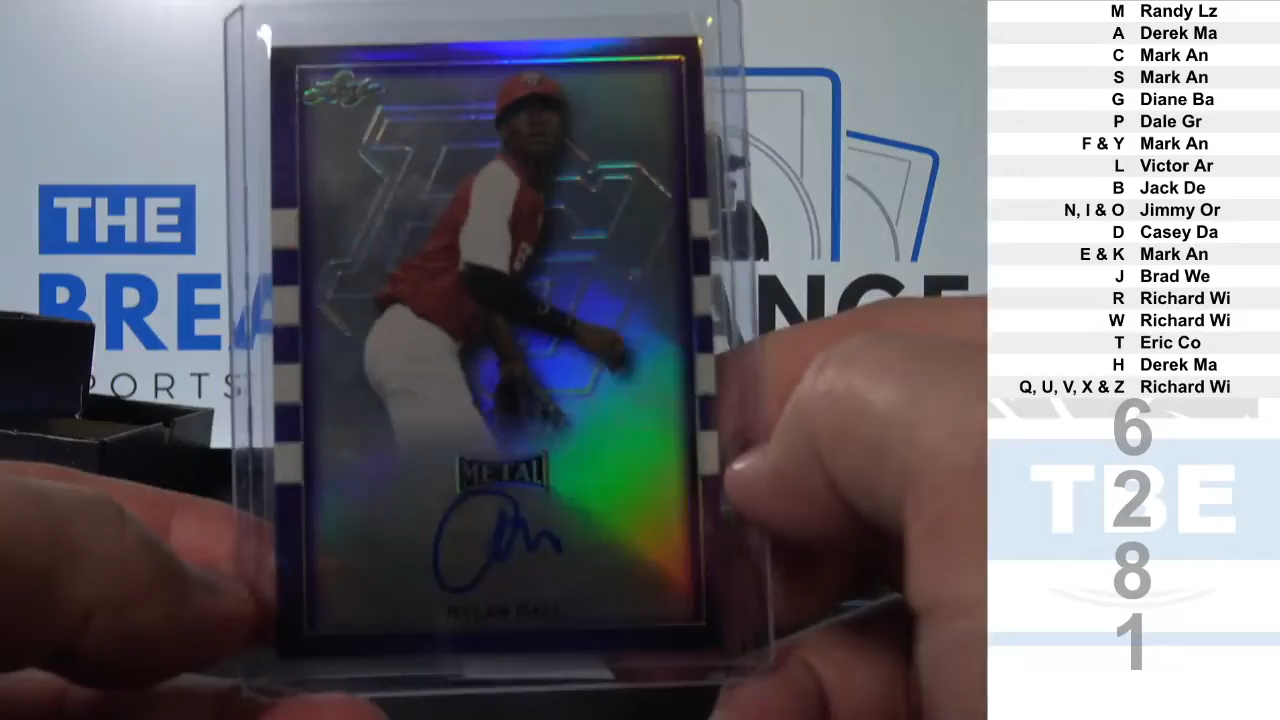 THE
BREA
ANCE
PORTS
METAL
M Randy Lz
A Derek Ma
C Mark An
S Mark An
G Diane Ba
P Dale Gr
F & Y Mark An
L Victor Ar
B Jack De
N, I & O Jimmy Or
D Casey Da
E & K Mark An
J Brad We
R Richard Wi
W Richard Wi
T Eric Co
H Derek Ma
Q, U, V, X & Z Richard Wi
TBE
6
2
8
1